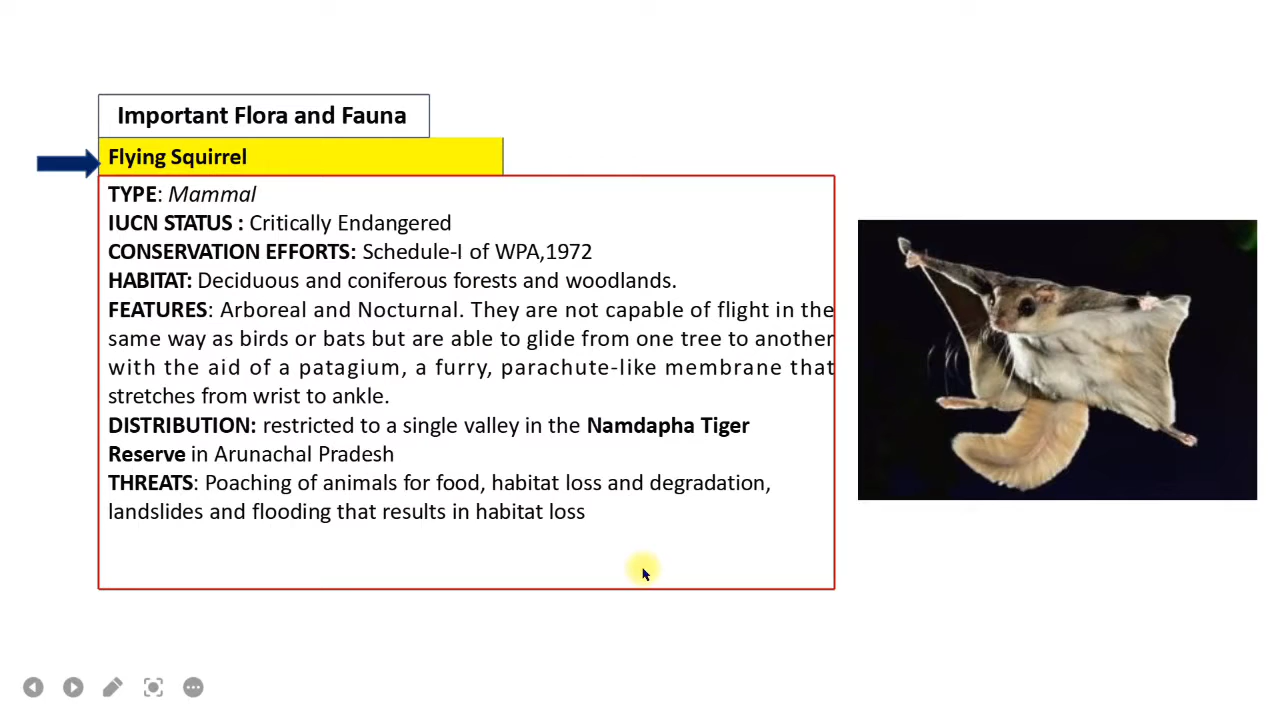 Important Flora and Fauna
Flying Squirrel
TYPE: Mammal
IUCN STATUS : Critically Endangered
CONSERVATION EFFORTS: Schedule-I of WPA,1972
HABITAT: Deciduous and coniferous forests and woodlands.
FEATURES: Arboreal and Nocturnal. They are not capable of flight in the
same way as birds or bats but are able to glide from one tree to another
with the aid of a patagium, a furry, parachute-like membrane that
stretches from wrist to ankle.
DISTRIBUTION: restricted to a single valley in the Namdapha Tiger
Reserve in Arunachal Pradesh
THREATS: Poaching of animals for food, habitat loss and degradation,
landslides and flooding that results in habitat loss